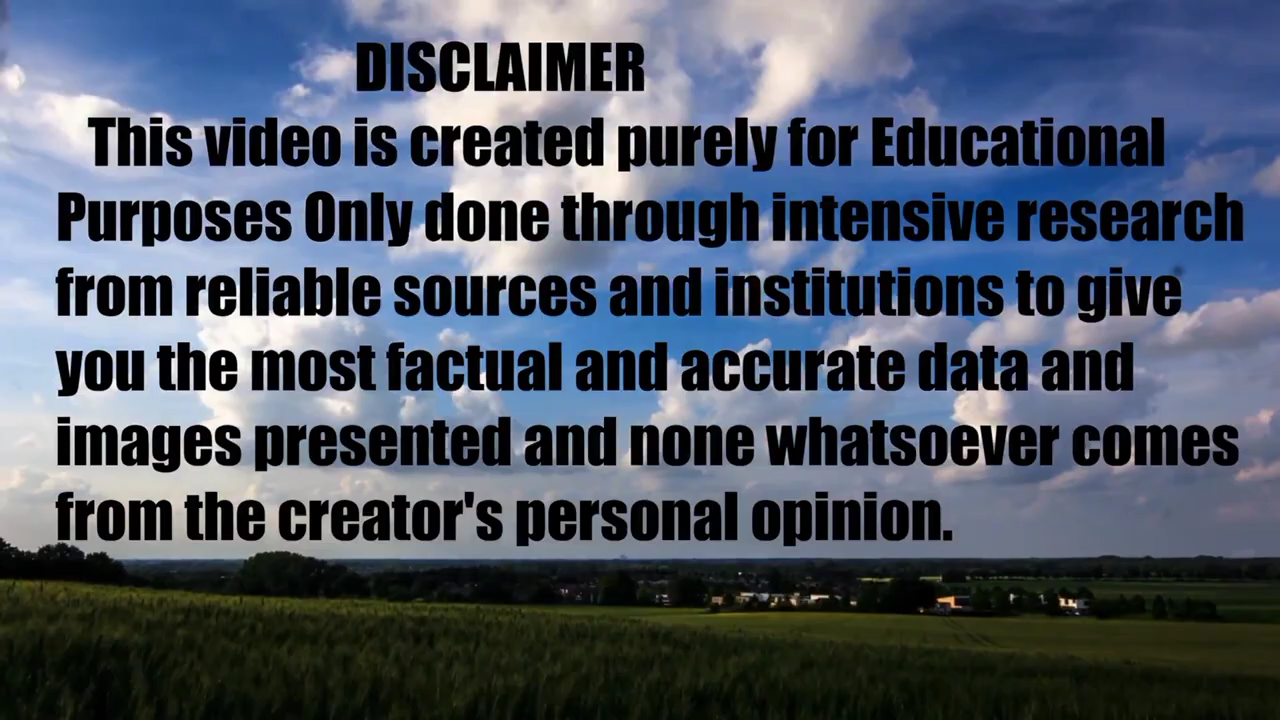 DISCLAIMER
This video is created purely for Educational
Purposes Only done through intensive research
from reliable sources and institutions to give
you the most factual and accurate data and
images presented and none whatsoever comes
from the creator's personal opinion.